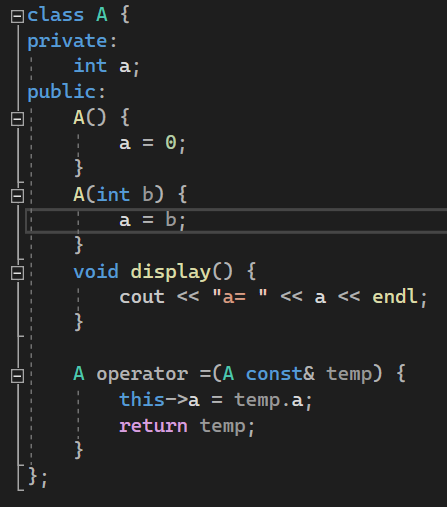 class A {
private:
    int a;
public:
    A() {
        a = 0;
    }
    A(int b) {
        a = b;
    }
    void display() {
        cout << "a= " << a << endl;
    }

    A operator =(A const& temp) {
        this->a = temp.a;
        return temp;
    }
};